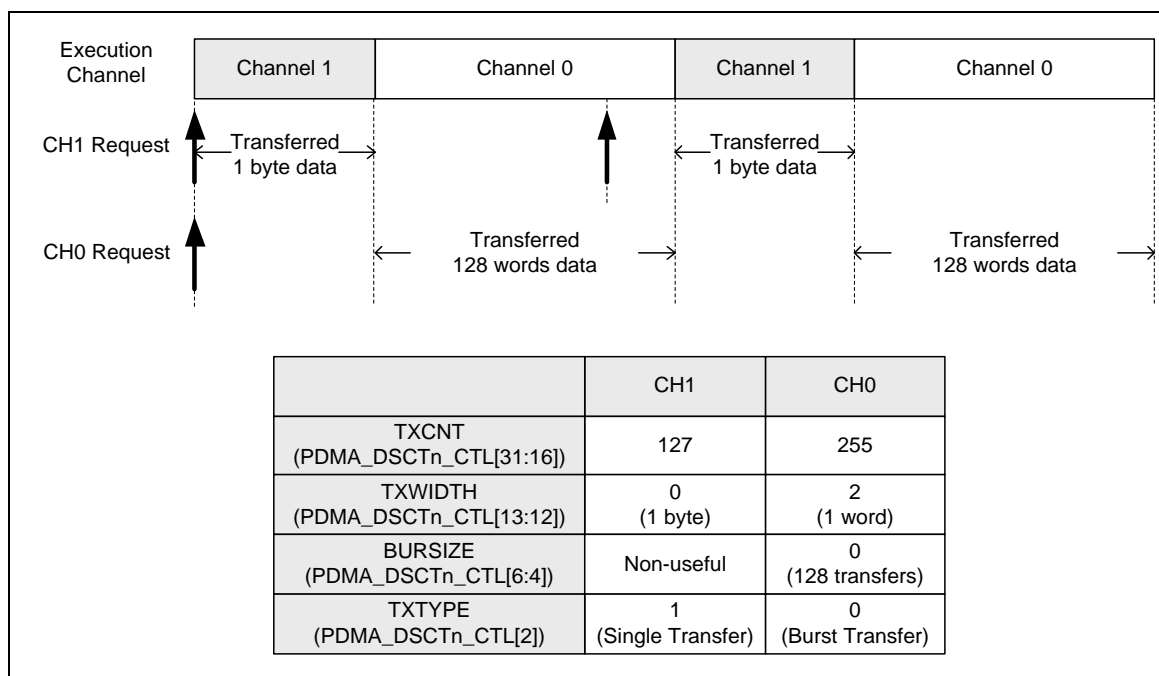 Execution
Channel
Channel 1
Channel 0
Channel 1
Channel 0
CH1 Request
Transferred
1 byte data
Transferred
1 byte data
CH0 Request
Transferred
128 words data
Transferred
128 words data
CH1
CH0
TXCNT
(PDMA_DSCTn_CTL[31:16])
127
255
TXWIDTH
(PDMA_DSCTn_CTL[13:12])
0
(1 byte)
2
(1 word)
BURSIZE
(PDMA_DSCTn_CTL[6:4])
Non-useful
0
(128 transfers)
TXTYPE
(PDMA_DSCTn_CTL[2])
1
(Single Transfer)
0
(Burst Transfer)